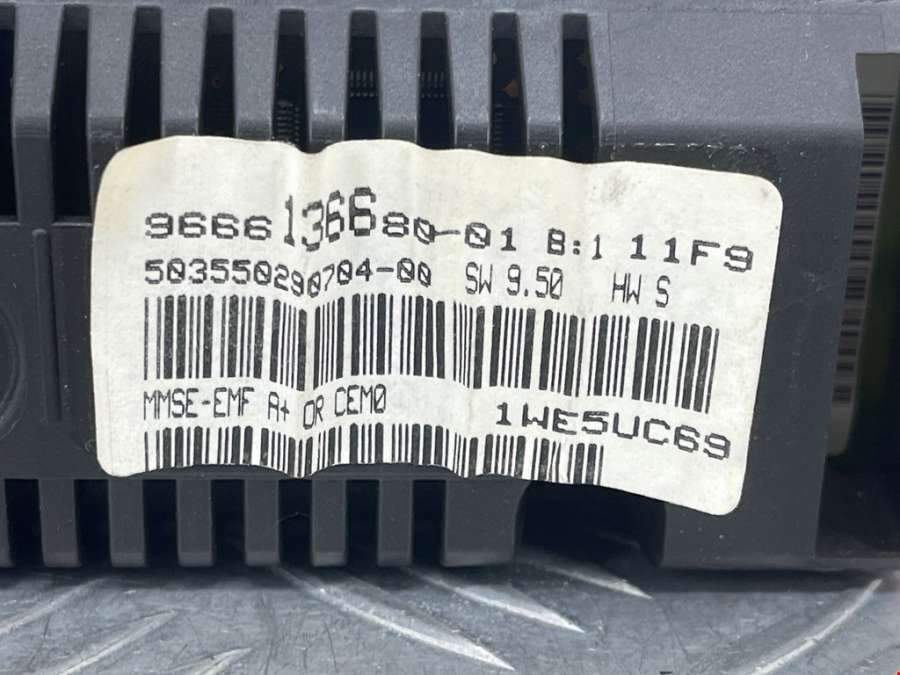 9666136680-01 B:1 11F9
503550290704-00 SW 9.50 HW S
MMSE-EMF A+ OR CEM0
1WE5UC69